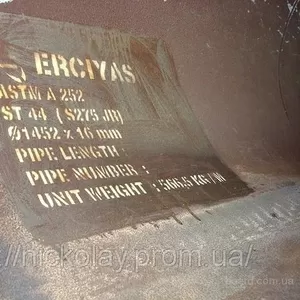 ERCIYAS
ASTM A 252
ST 44 (S275 JR)
Ø1452 x 16 mm
PIPE LENGTH :
PIPE NUMBER :
UNIT WEIGHT : 566,5 KG / M
//nickolay.prom.ua/